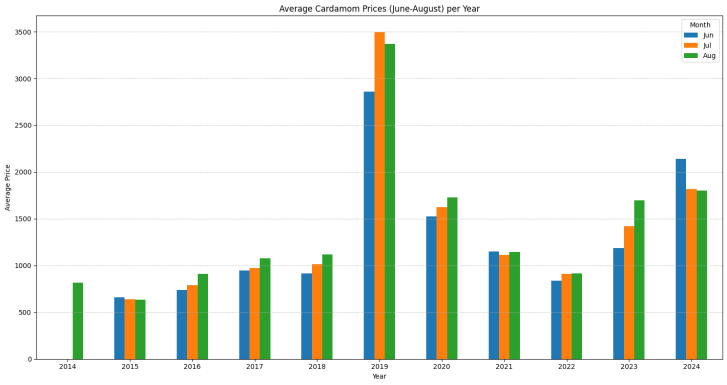 Average Cardamom Prices (June-August) per Year
Month
Jun
Jul
Aug
3500
3000
2500
2000
1500
1000
500
0
Average Price
2014 2015 2016 2017 2018 2019 2020 2021 2022 2023 2024
Year